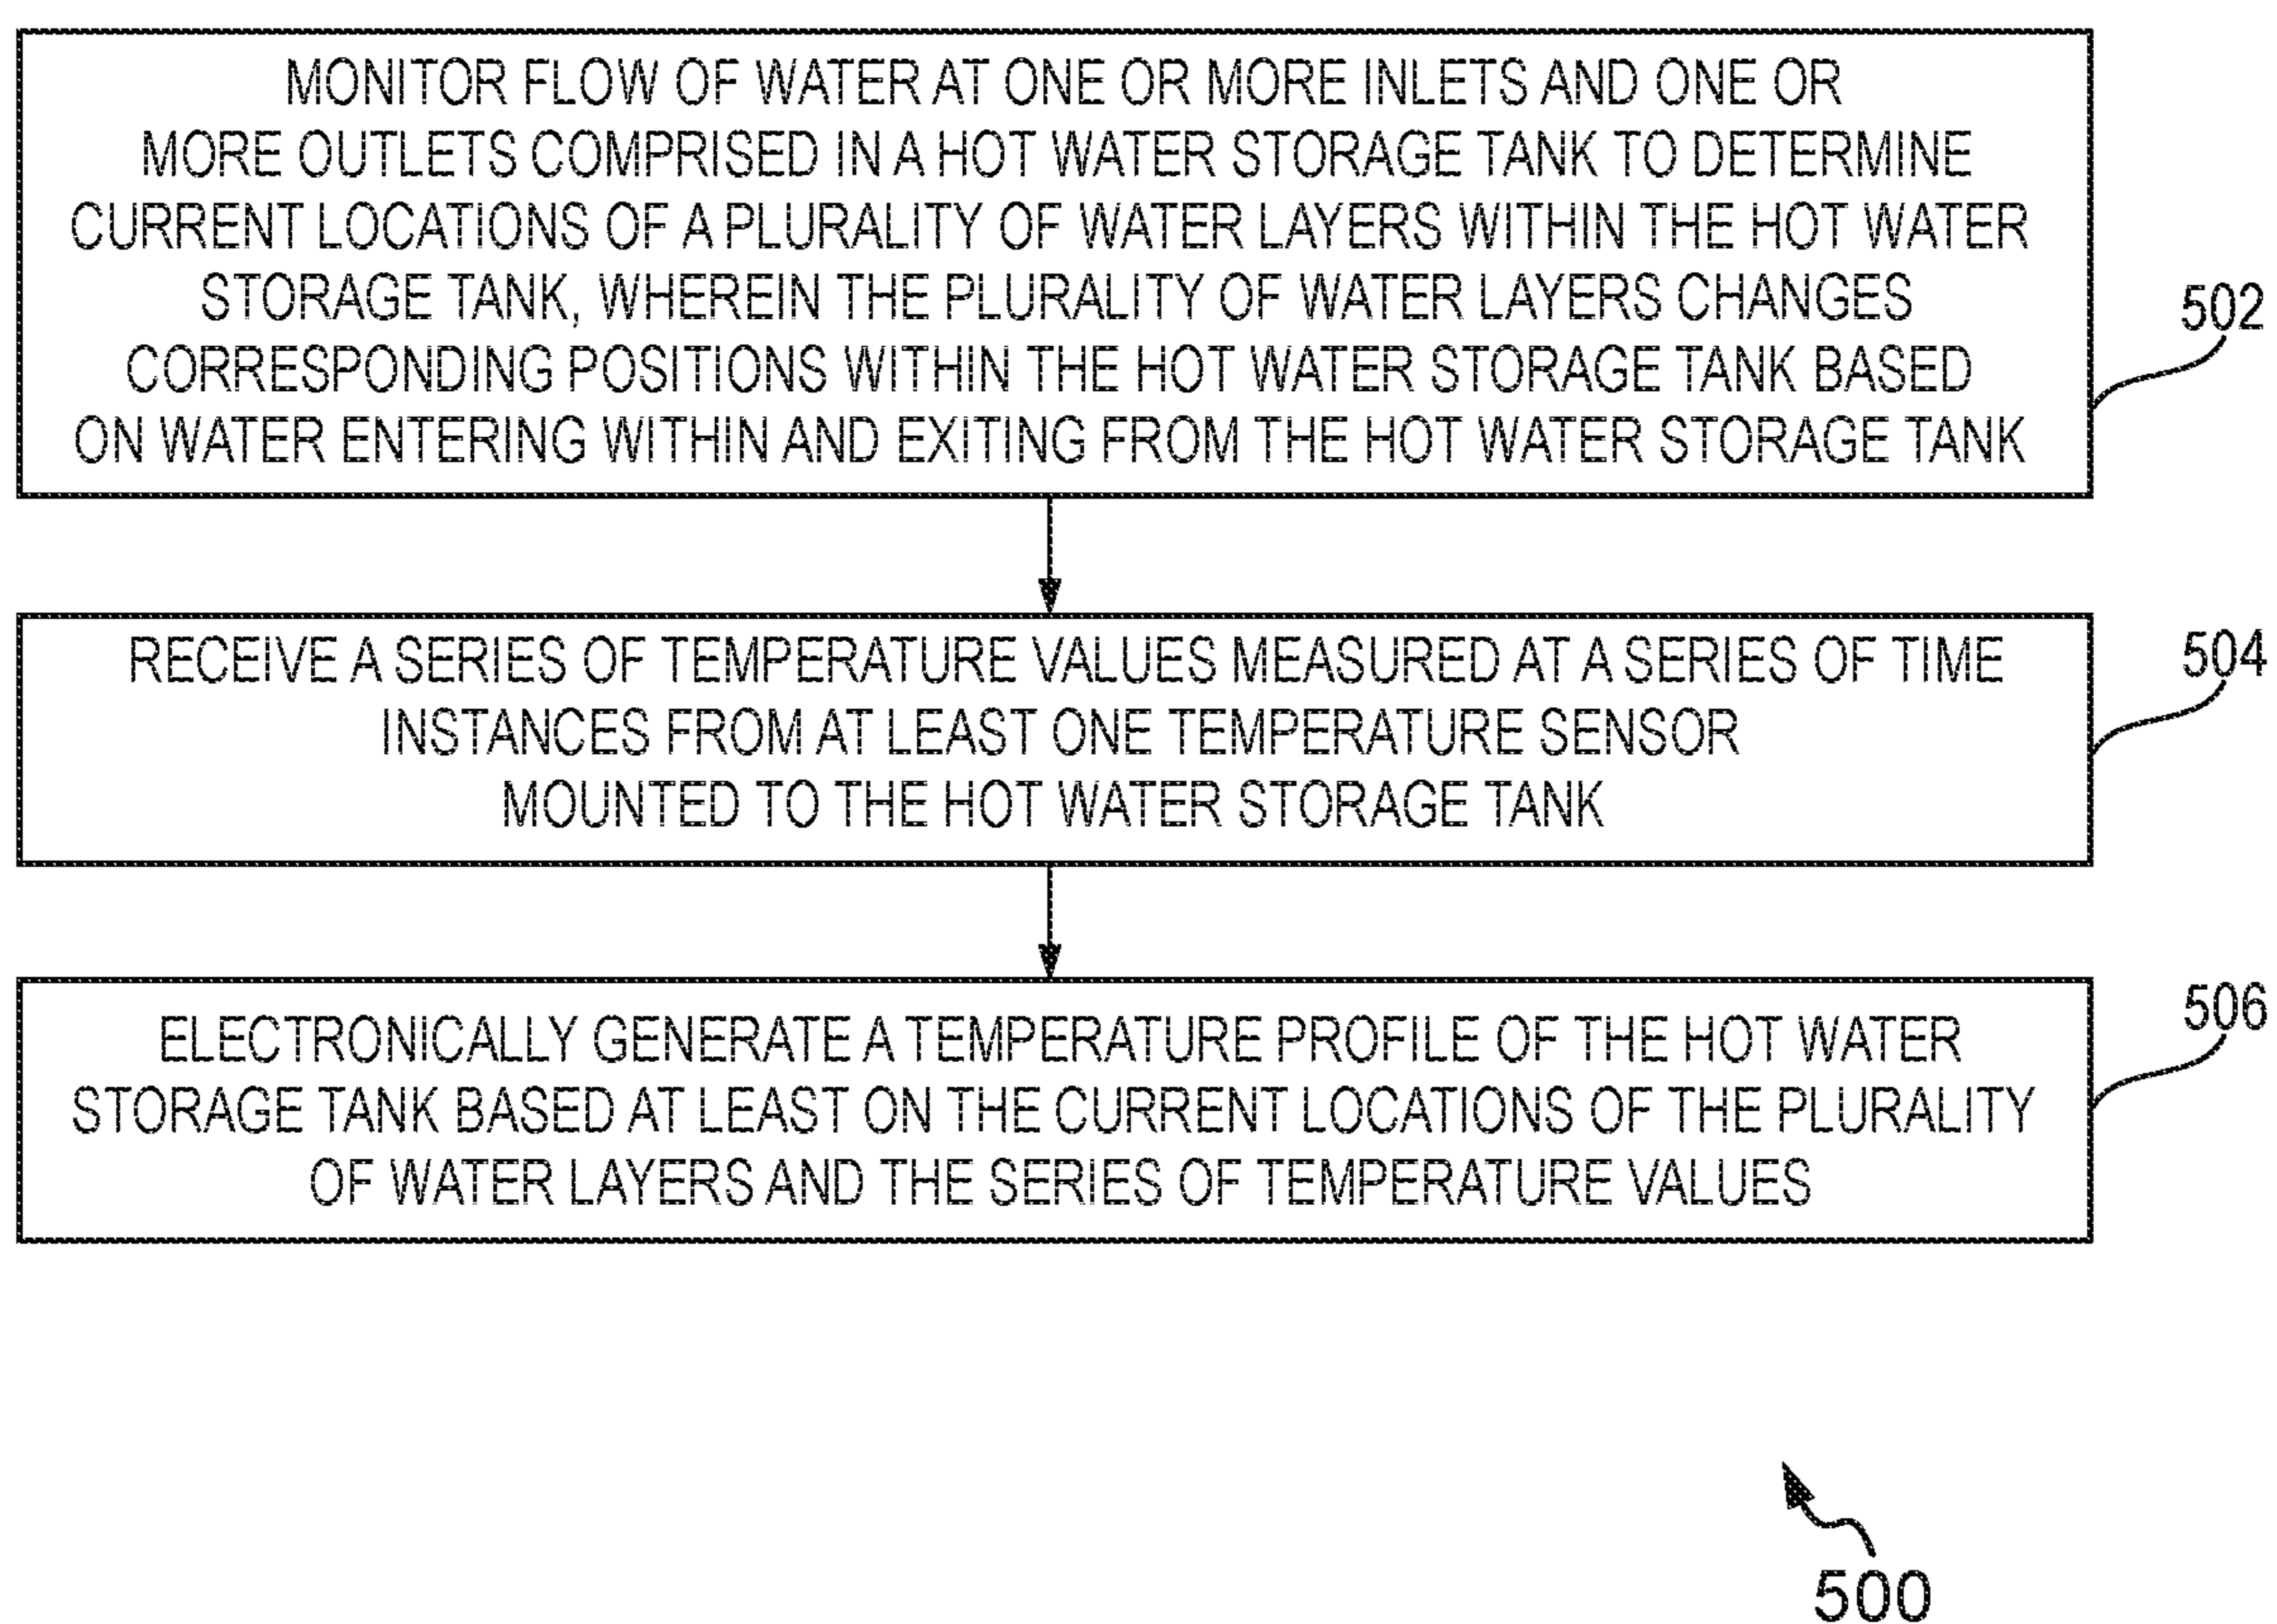 MONITOR FLOW OF WATER AT ONE OR MORE INLETS AND ONE OR
MORE OUTLETS COMPRISED IN A HOT WATER STORAGE TANK TO DETERMINE
CURRENT LOCATIONS OF A PLURALITY OF WATER LAYERS WITHIN THE HOT WATER
STORAGE TANK, WHEREIN THE PLURALITY OF WATER LAYERS CHANGES
CORRESPONDING POSITIONS WITHIN THE HOT WATER STORAGE TANK BASED
ON WATER ENTERING WITHIN AND EXITING FROM THE HOT WATER STORAGE TANK
502
RECEIVE A SERIES OF TEMPERATURE VALUES MEASURED AT A SERIES OF TIME
INSTANCES FROM AT LEAST ONE TEMPERATURE SENSOR
MOUNTED TO THE HOT WATER STORAGE TANK
504
ELECTRONICALLY GENERATE A TEMPERATURE PROFILE OF THE HOT WATER
STORAGE TANK BASED AT LEAST ON THE CURRENT LOCATIONS OF THE PLURALITY
OF WATER LAYERS AND THE SERIES OF TEMPERATURE VALUES
506
500